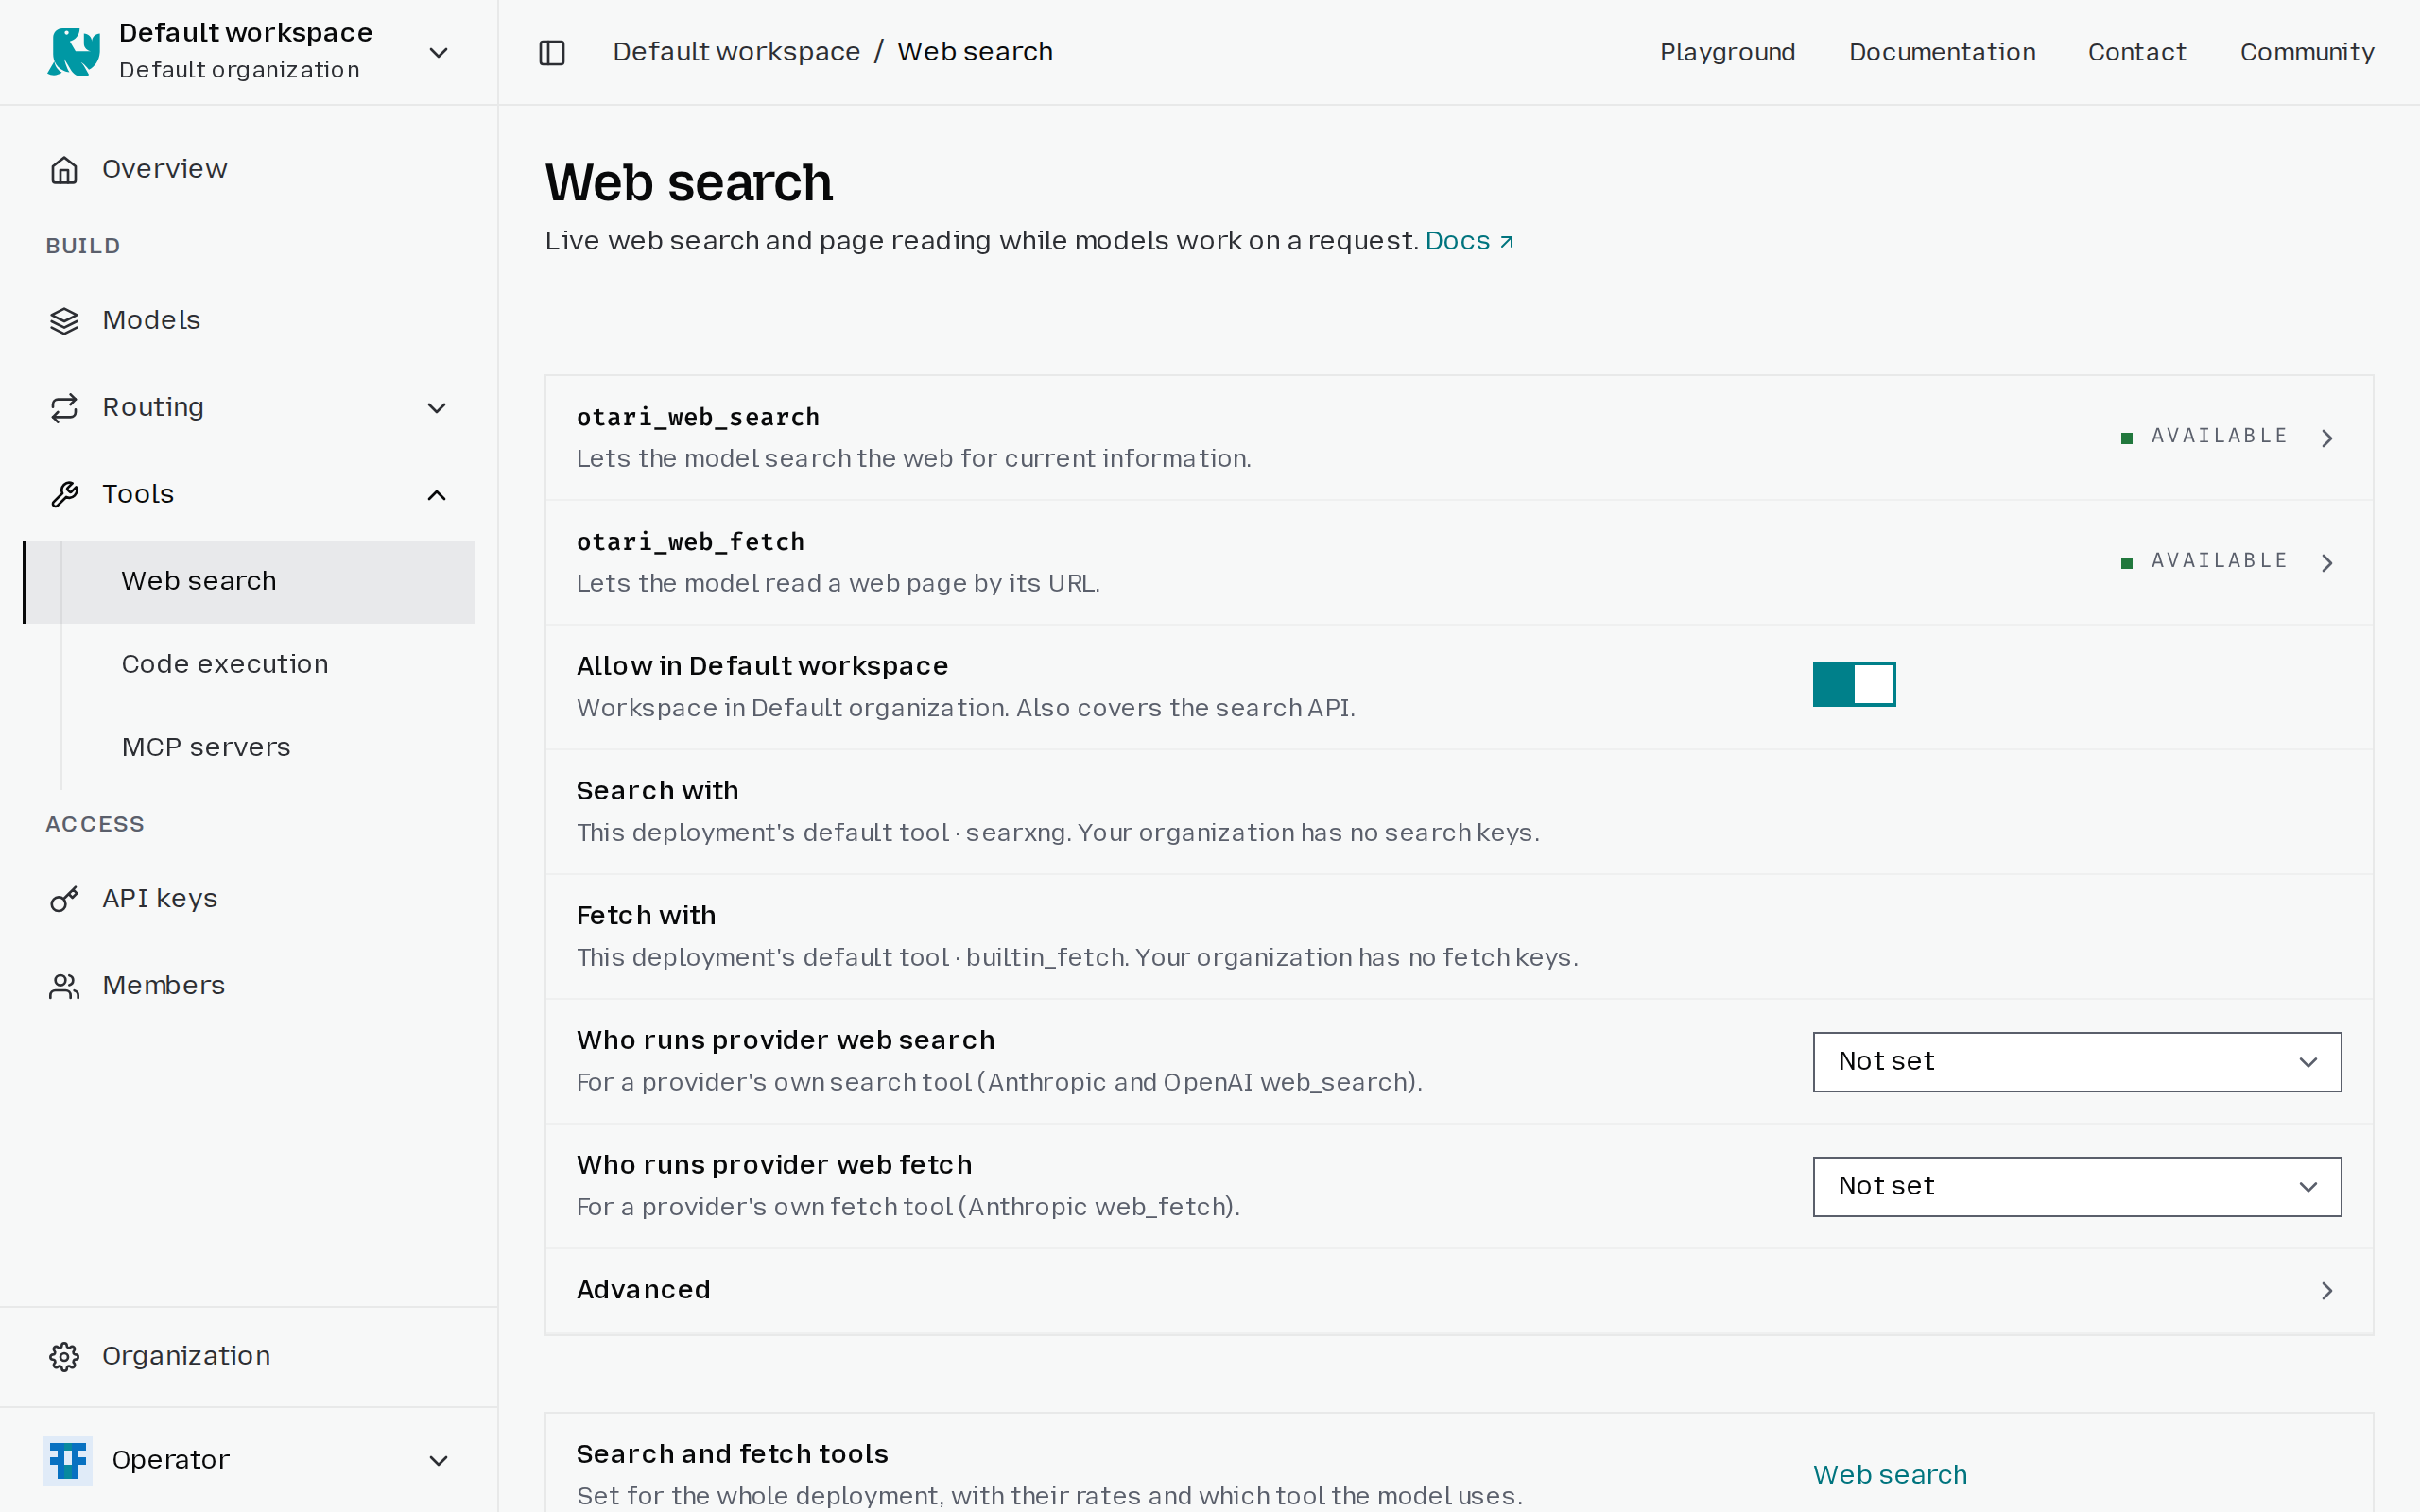 Default workspace
Default organization
Default workspace / Web search
Playground
Documentation
Contact
Community
Overview
BUILD
Models
Routing
Tools
Web search
Code execution
MCP servers
ACCESS
API keys
Members
Organization
Operator
Web search
Live web search and page reading while models work on a request. Docs
otari_web_search
Lets the model search the web for current information.
AVAILABLE
otari_web_fetch
Lets the model read a web page by its URL.
AVAILABLE
Allow in Default workspace
Workspace in Default organization. Also covers the search API.
Search with
This deployment's default tool · searxng. Your organization has no search keys.
Fetch with
This deployment's default tool · builtin_fetch. Your organization has no fetch keys.
Who runs provider web search
For a provider's own search tool (Anthropic and OpenAI web_search).
Not set
Who runs provider web fetch
For a provider's own fetch tool (Anthropic web_fetch).
Not set
Advanced
Search and fetch tools
Set for the whole deployment, with their rates and which tool the model uses.
Web search